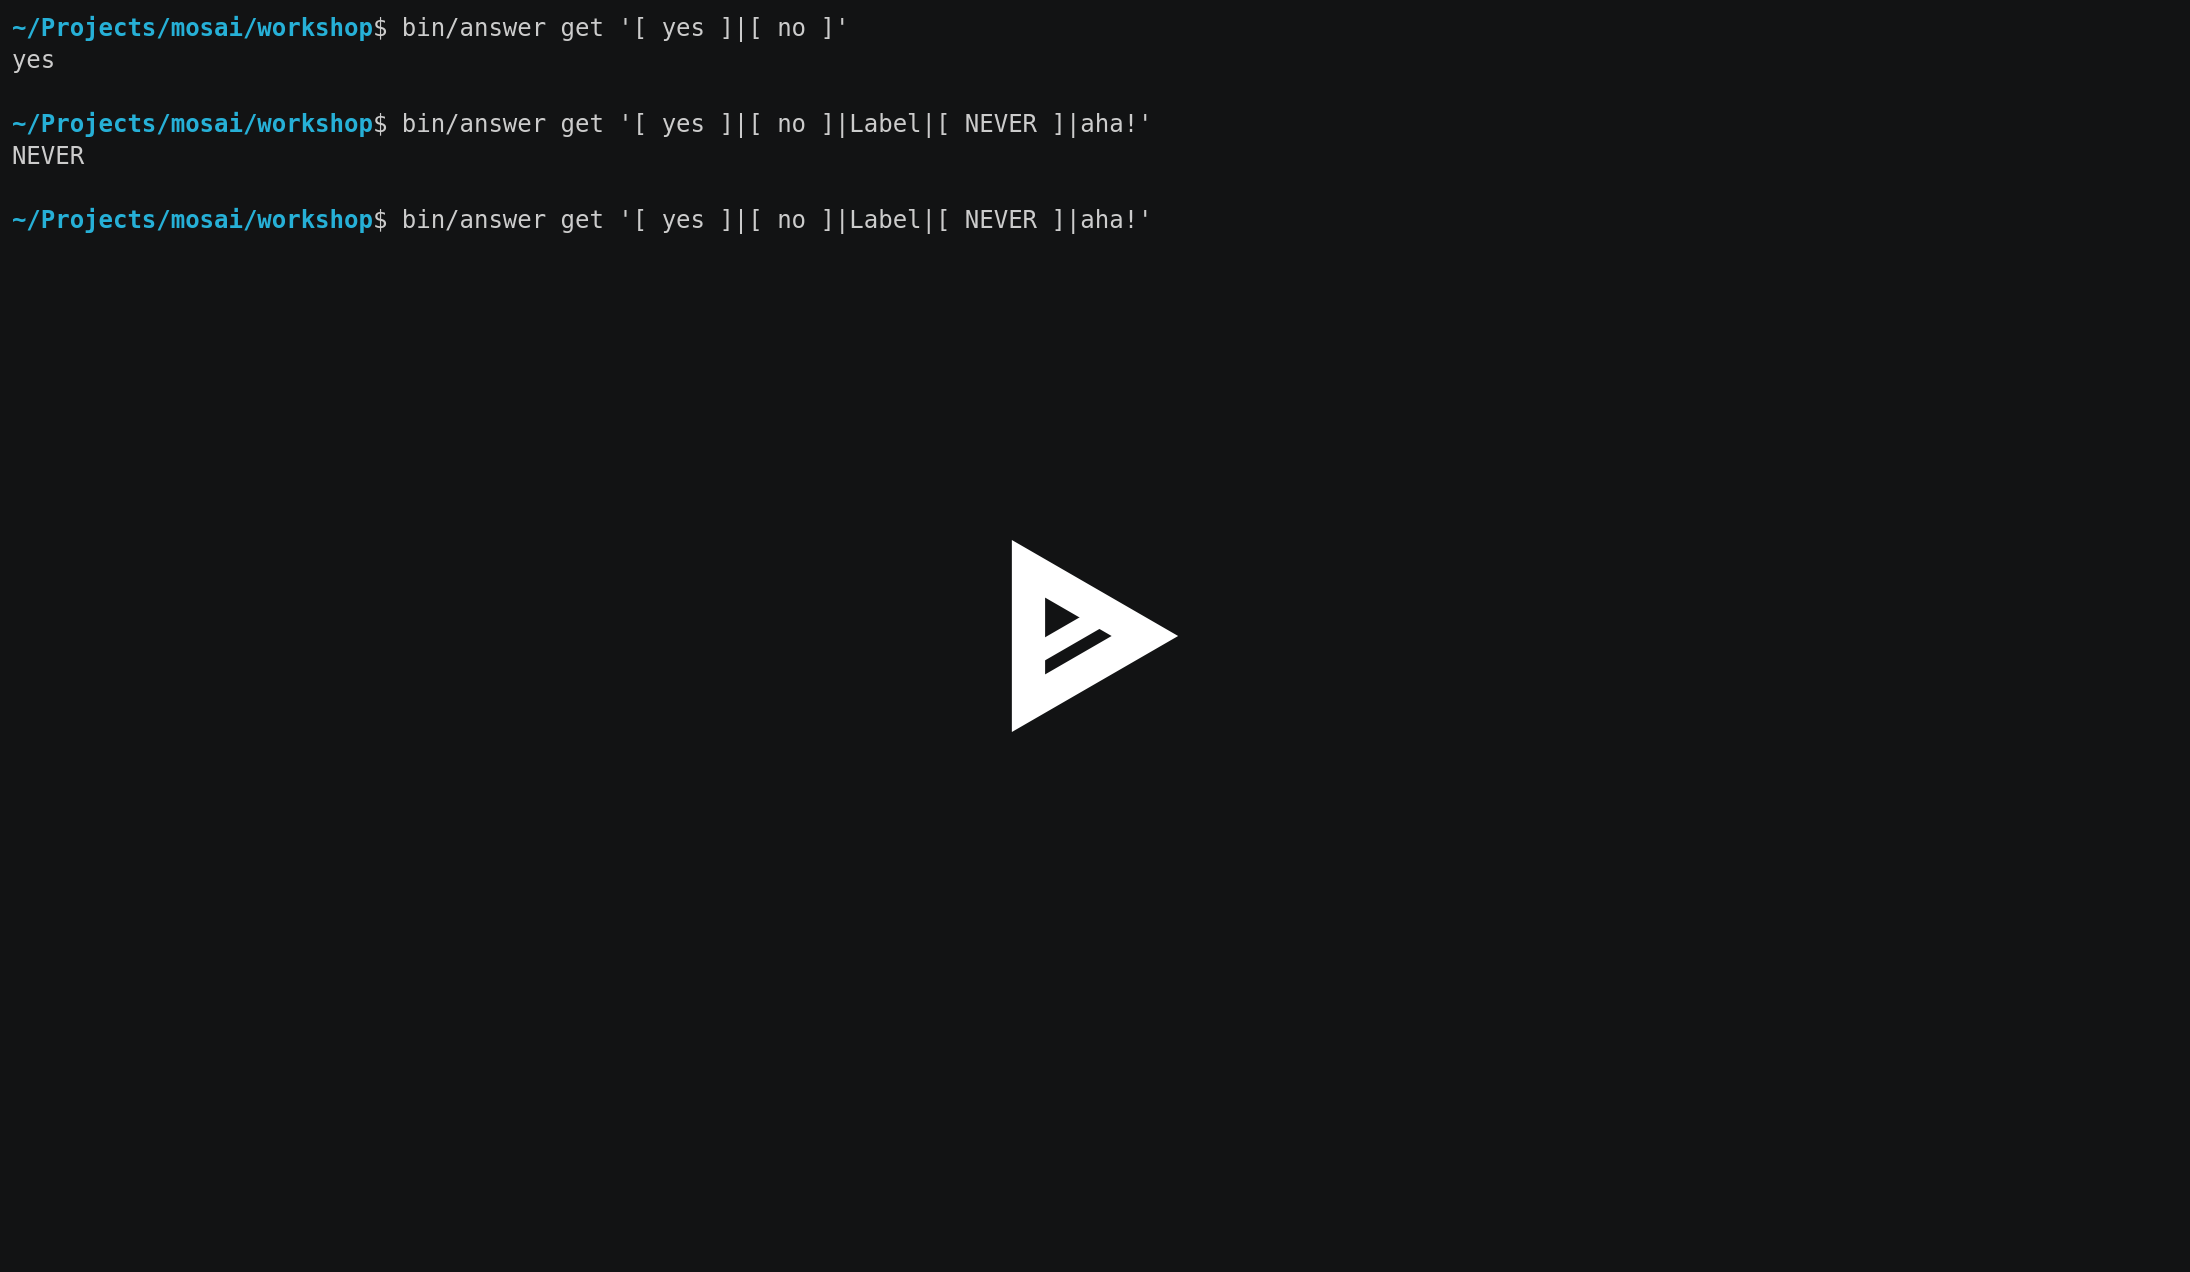 ~/Projects/mosai/workshop$ bin/answer get '[ yes ]|[ no ]'
yes
~/Projects/mosai/workshop$ bin/answer get '[ yes ]|[ no ]|Label|[ NEVER ]|aha!'
NEVER
~/Projects/mosai/workshop$ bin/answer get '[ yes ]|[ no ]|Label|[ NEVER ]|aha!'